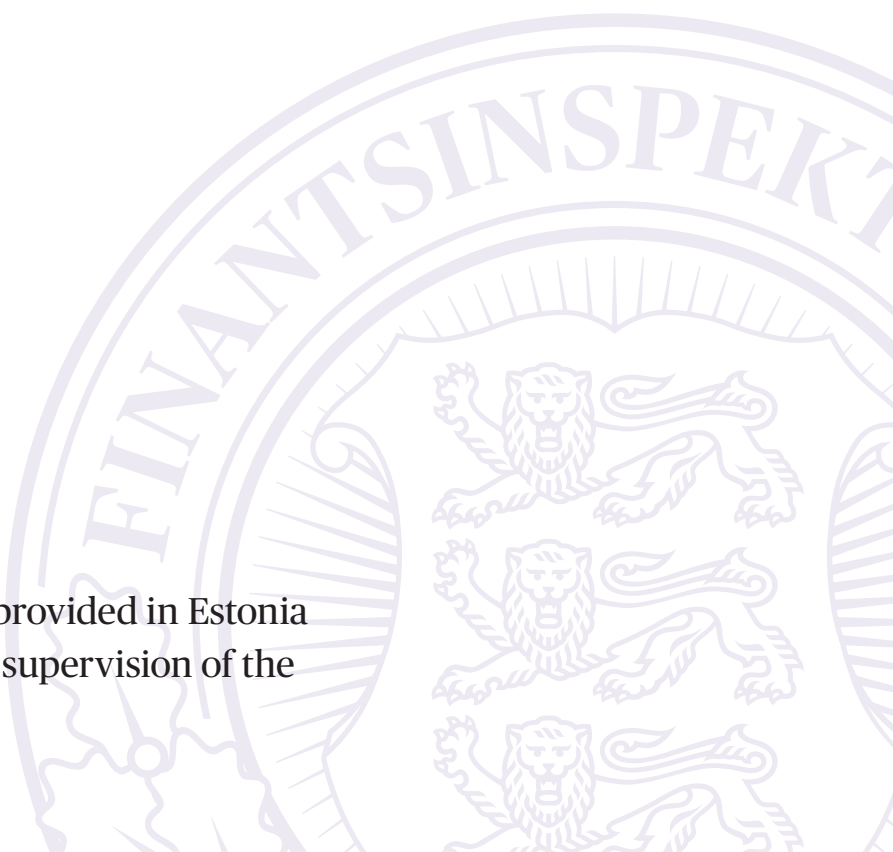 FINANTSINSPEKT
provided in Estonia
supervision of the